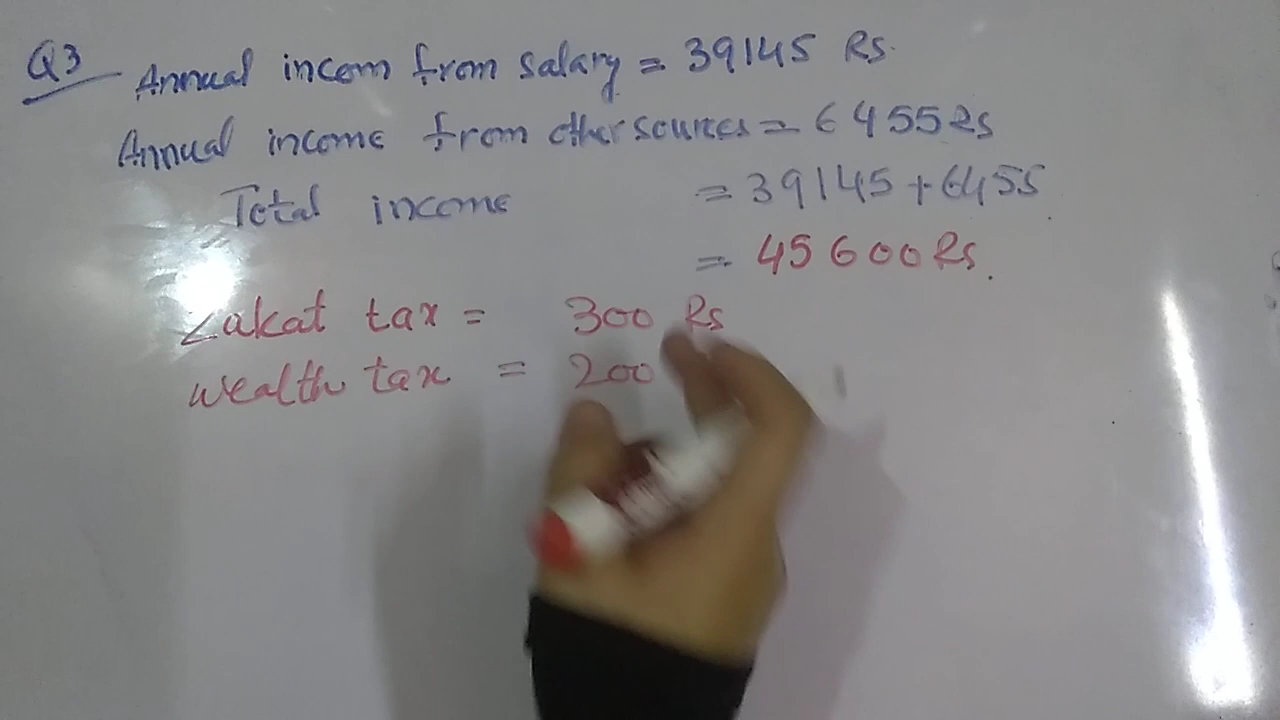 Q3 Annual incom from salary = 39145 Rs.
Annual income from other sources = 6455 Rs
Total income = 39145 + 6455
= 45600 Rs.
Zakat tax = 300 Rs
Wealth tax = 200